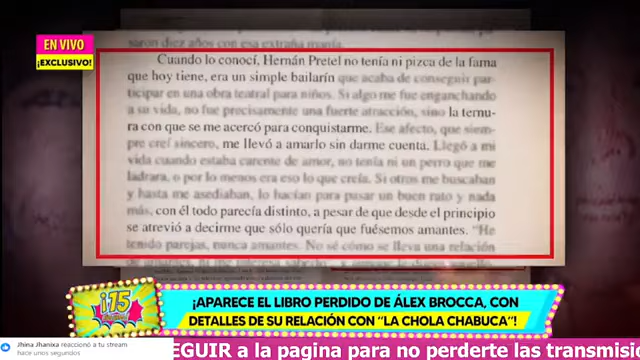 EN VIVO
¡EXCLUSIVO!
saron diez años con esa extraña manía.
Cuando lo conocí, Hernán Pretel no tenía ni pizca de la fama
que hoy tiene, era un simple bailarín que acaba de conseguir par-
ticipar en una obra teatral para niños. Si algo me fue enganchando
a su vida, no fue precisamente una fuerte atracción, sino la ternu-
ra con que se me acercó para conquistarme. Ese afecto, que siem-
pre creí sincero, me llevó a amarlo sin darme cuenta. Llegó a mi
vida cuando estaba carente de amor, no tenía ni un perro que me
ladrara, o por lo menos era eso lo que creía. Si otros me buscaban
y hasta me asediaban, lo hacían para pasar un buen rato y nada
más, con él todo parecía distinto, a pesar de que desde el principio
se atrevió a decirme que sólo quería que fuésemos amantes. "He
tenido parejas, nunca amantes. No sé cómo se lleva una relación
de amantes, ni me interesa saberlo
¡APARECE EL LIBRO PERDIDO DE ÁLEX BROCCA, CON
DETALLES DE SU RELACIÓN CON "LA CHOLA CHABUCA"!
¡15
Jhina Jhanixa reaccionó a tu stream
hace unos segundos
EGUIR a la pagina para no perderte las transmisi